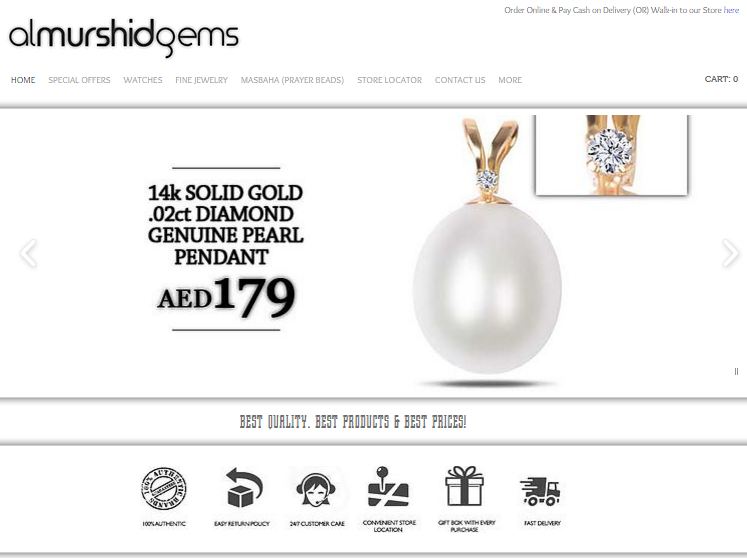 Order Online & Pay Cash on Delivery (OR) Walk-in to our Store here
almurshidgems
HOME SPECIAL OFFERS WATCHES FINE JEWELRY MASBAHA (PRAYER BEADS) STORE LOCATOR CONTACT US MORE CART: 0
14k SOLID GOLD
.02ct DIAMOND
GENUINE PEARL
PENDANT
AED179
BEST QUALITY, BEST PRODUCTS & BEST PRICES!
100% AUTHENTIC BRANDS
100% AUTHENTIC EASY RETURN POLICY 24/7 CUSTOMER CARE CONVENIENT STORE GIFT BOX WITH EVERY FAST DELIVERY
LOCATION PURCHASE